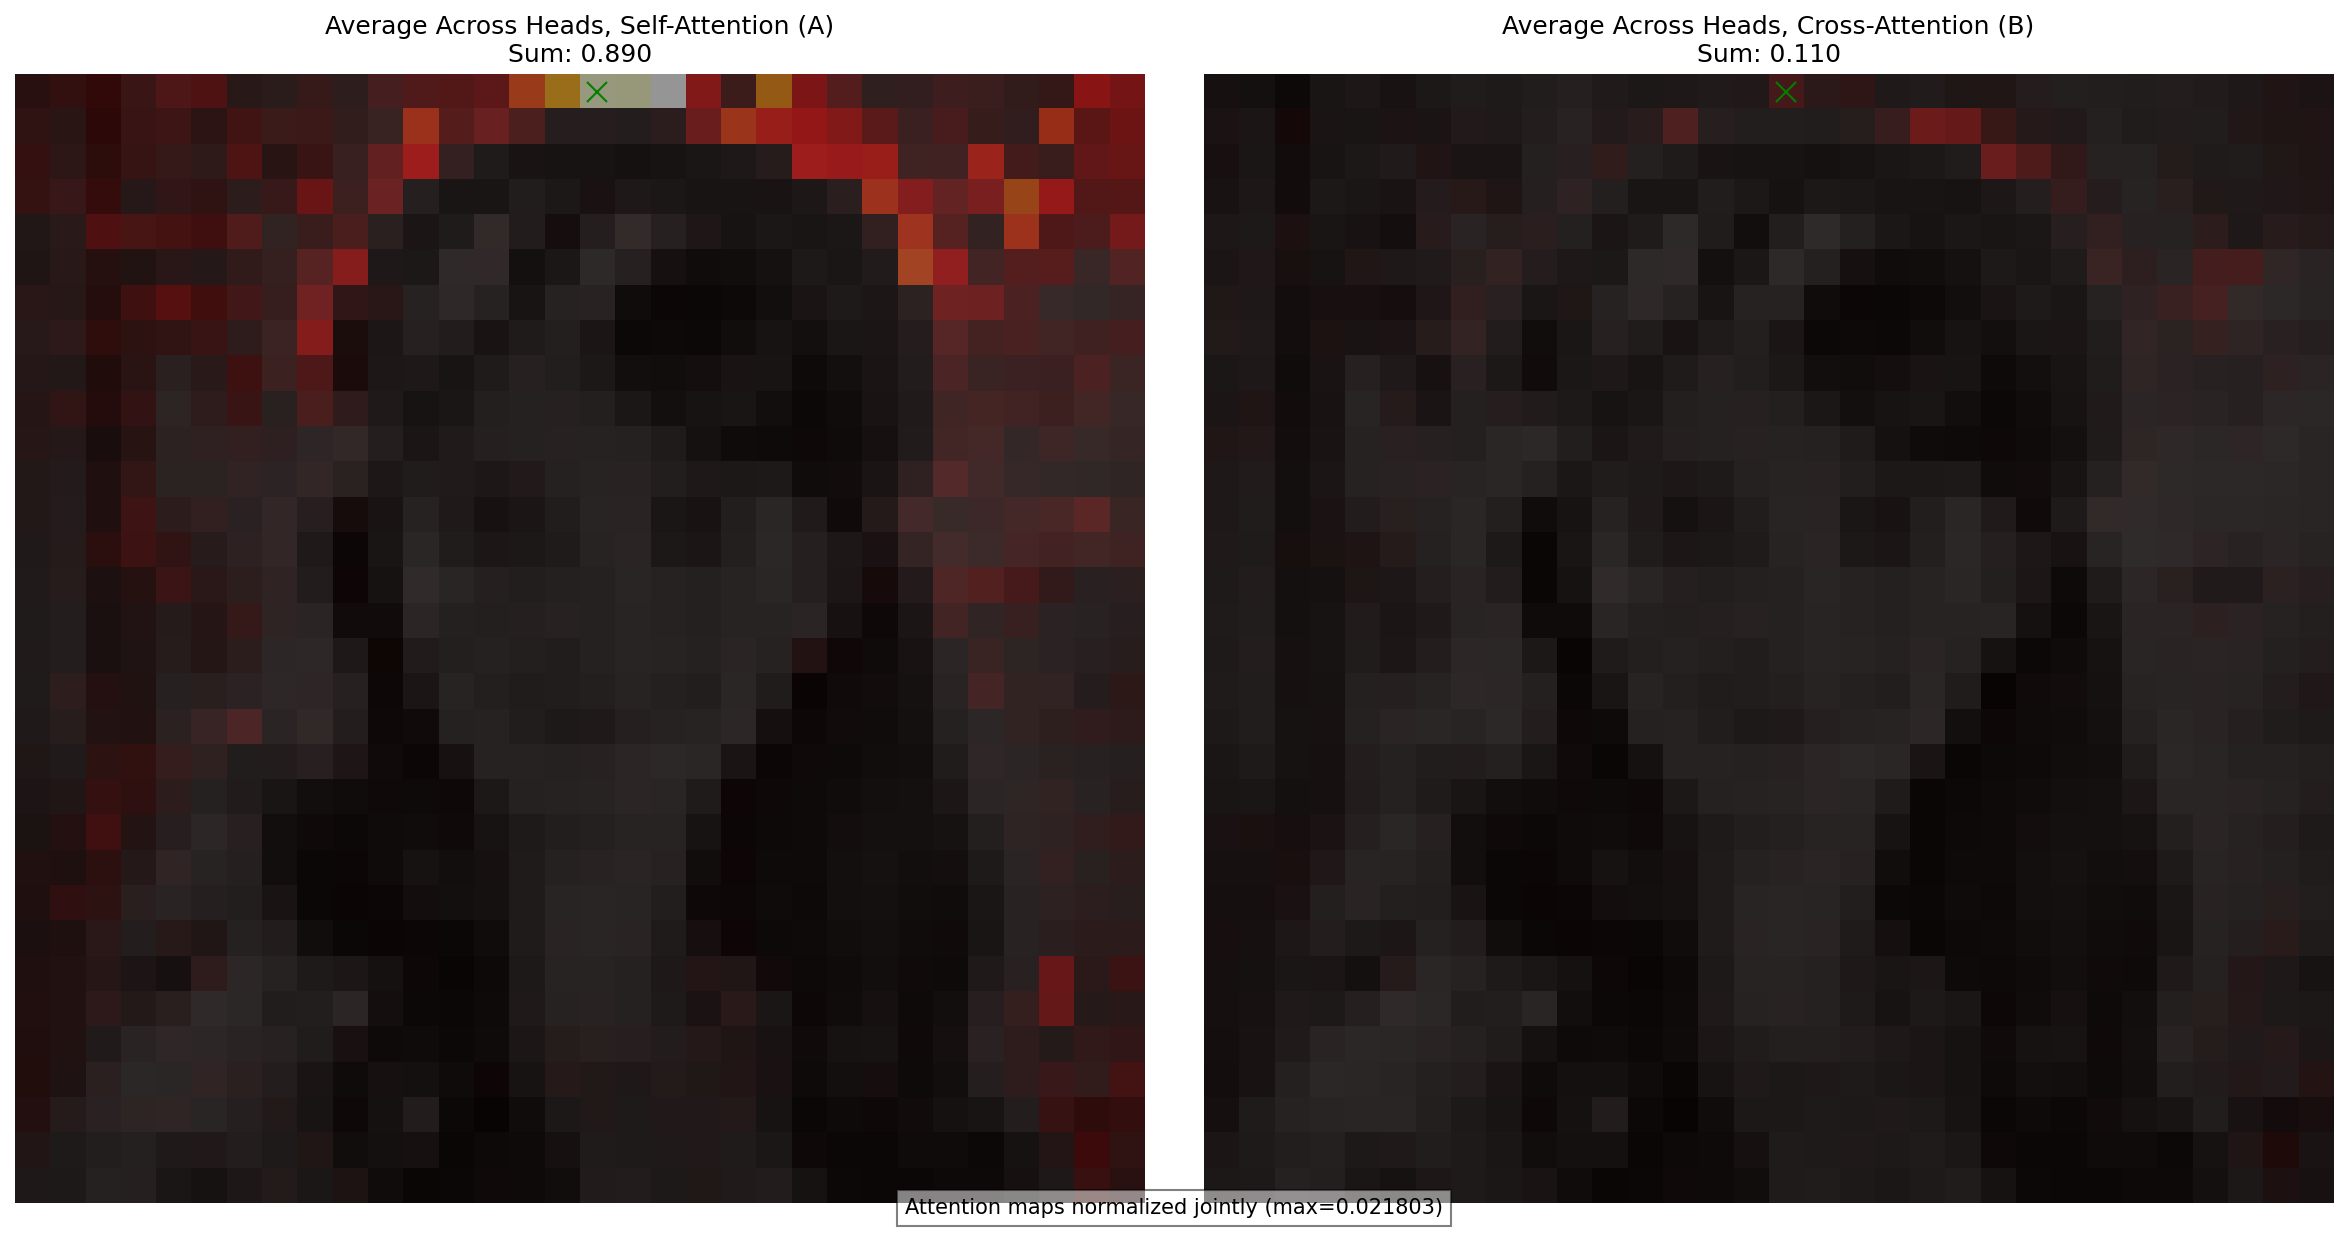 Average Across Heads, Self-Attention (A)
Sum: 0.890
Average Across Heads, Cross-Attention (B)
Sum: 0.110
Attention maps normalized jointly (max=0.021803)